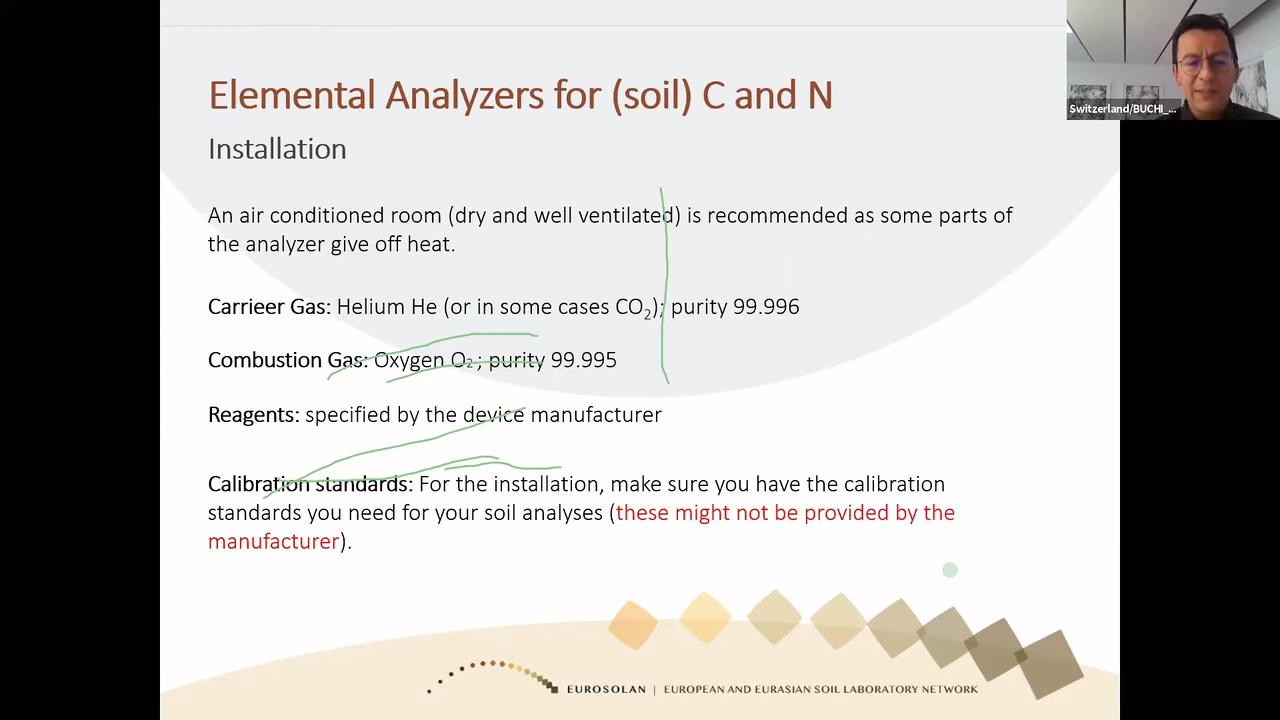 Elemental Analyzers for (soil) C and N
Switzerland/BUCHI_...
Installation
An air conditioned room (dry and well ventilated) is recommended as some parts of
the analyzer give off heat.
Carrieer Gas: Helium He (or in some cases CO₂); purity 99.996
Combustion Gas: Oxygen O₂ ; purity 99.995
Reagents: specified by the device manufacturer
Calibration standards: For the installation, make sure you have the calibration
standards you need for your soil analyses (these might not be provided by the
manufacturer).
EUROSOLAN | EUROPEAN AND EURASIAN SOIL LABORATORY NETWORK